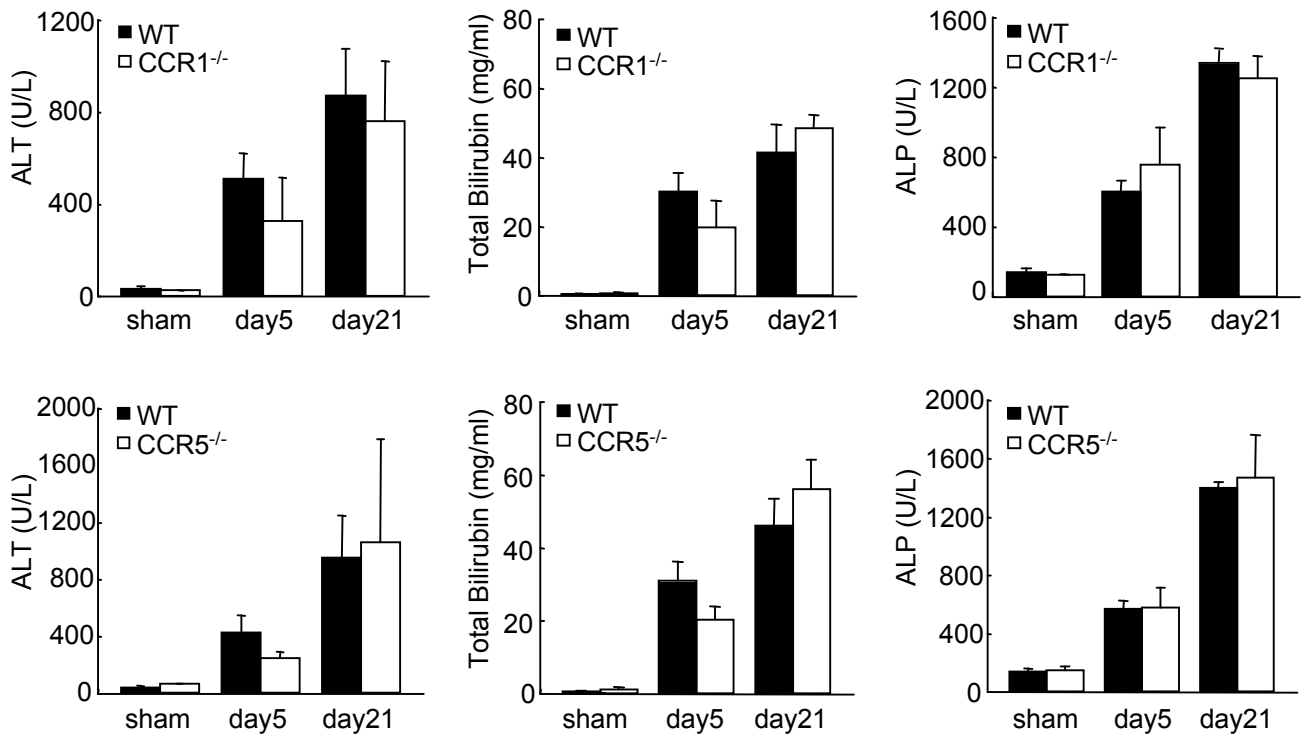 ALT (U/L)
1200
800
400
0
WT
CCR1-/-
sham day5 day21
Total Bilirubin (mg/ml)
80
60
40
20
0
WT
CCR1-/-
sham day5 day21
ALP (U/L)
1600
1200
800
400
0
WT
CCR1-/-
sham day5 day21
ALT (U/L)
2000
1600
1200
800
400
0
WT
CCR5-/-
sham day5 day21
Total Bilirubin (mg/ml)
80
60
40
20
0
WT
CCR5-/-
sham day5 day21
ALP (U/L)
2000
1600
1200
800
400
0
WT
CCR5-/-
sham day5 day21